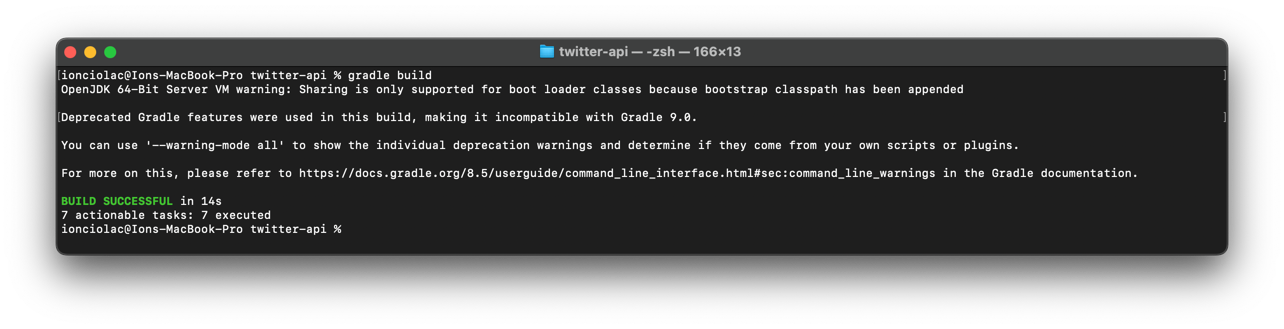 twitter-api — -zsh — 166×13
[ionciolac@Ions-MacBook-Pro twitter-api % gradle build ]
OpenJDK 64-Bit Server VM warning: Sharing is only supported for boot loader classes because bootstrap classpath has been appended
[Deprecated Gradle features were used in this build, making it incompatible with Gradle 9.0. ]
You can use '--warning-mode all' to show the individual deprecation warnings and determine if they come from your own scripts or plugins.
For more on this, please refer to https://docs.gradle.org/8.5/userguide/command_line_interface.html#sec:command_line_warnings in the Gradle documentation.
BUILD SUCCESSFUL in 14s
7 actionable tasks: 7 executed
ionciolac@Ions-MacBook-Pro twitter-api %